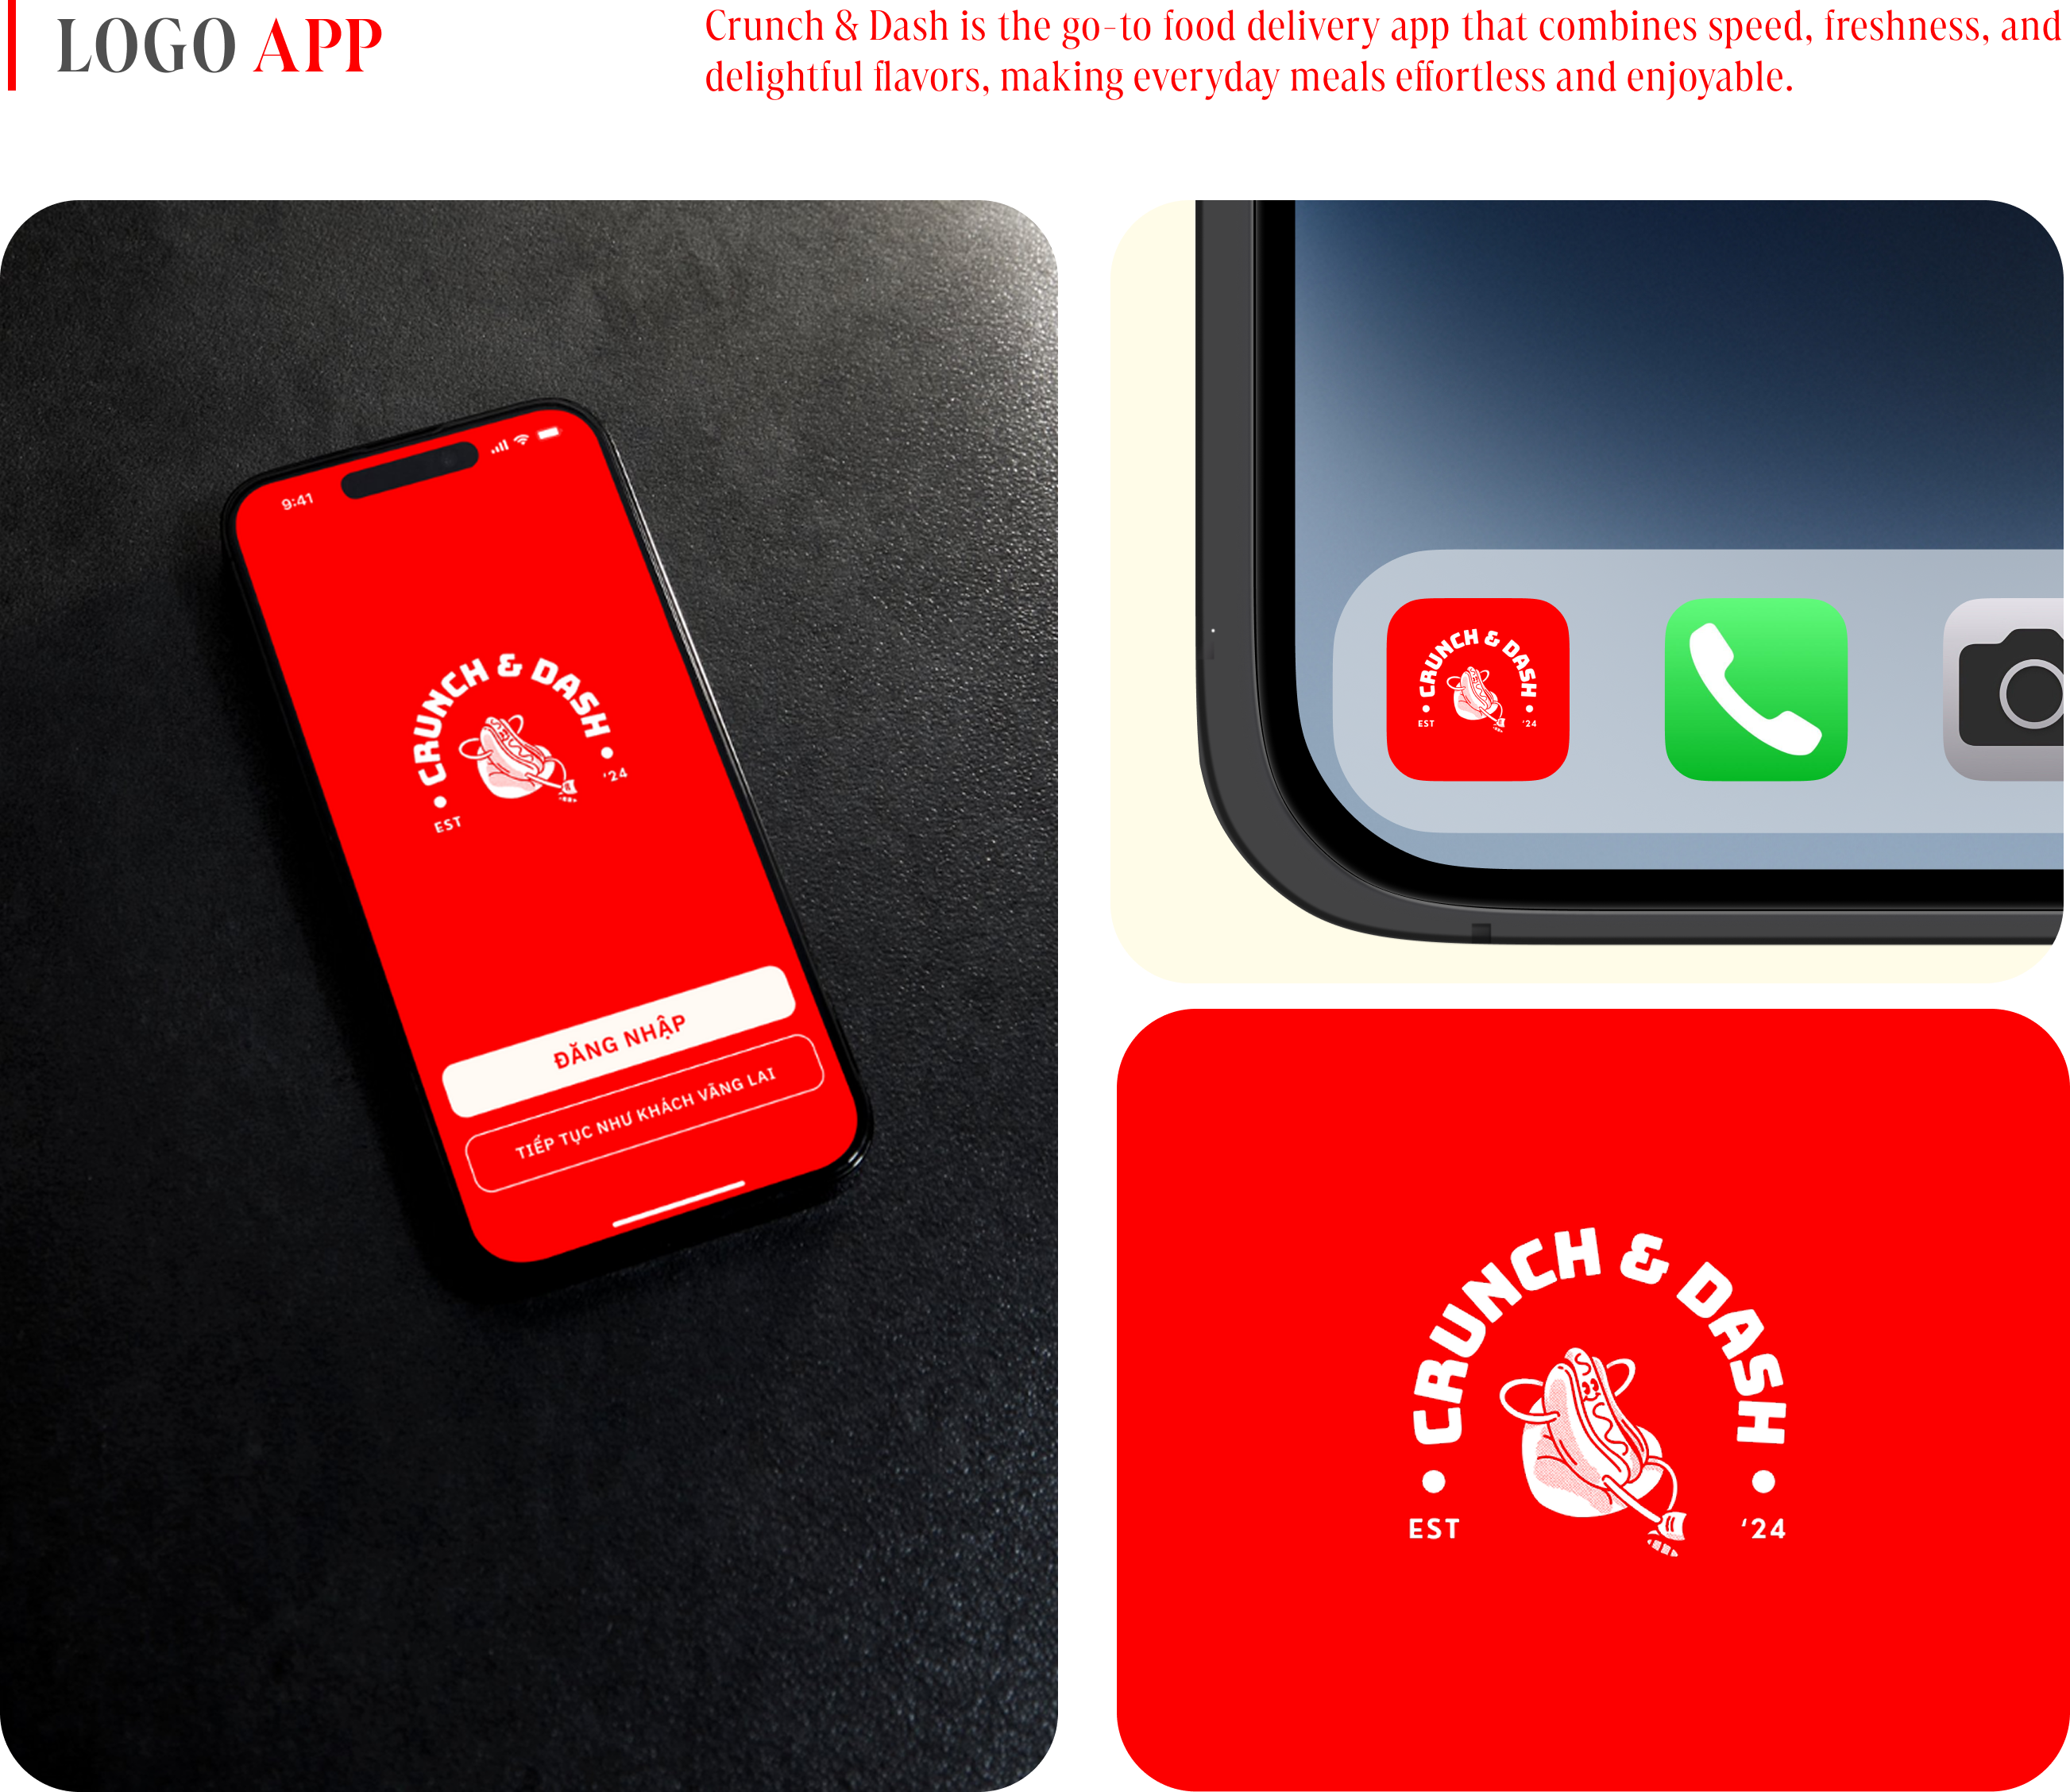 LOGO APP
Crunch & Dash is the go-to food delivery app that combines speed, freshness, and
delightful flavors, making everyday meals effortless and enjoyable.
9:41
CRUNCH & DASH
EST '24
ĐĂNG NHẬP
TIẾP TỤC NHƯ KHÁCH VÃNG LAI
CRUNCH & DASH
EST '24
CRUNCH & DASH
EST ‘24